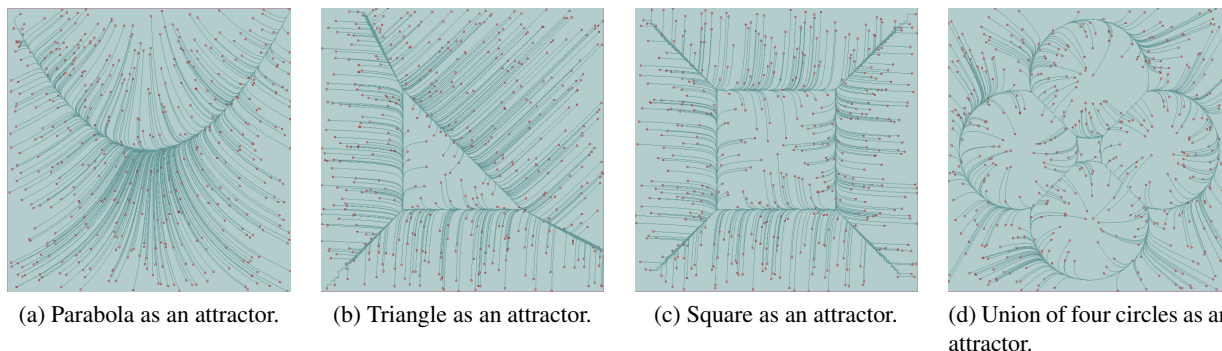 (a) Parabola as an attractor.
(b) Triangle as an attractor.
(c) Square as an attractor.
(d) Union of four circles as an
attractor.